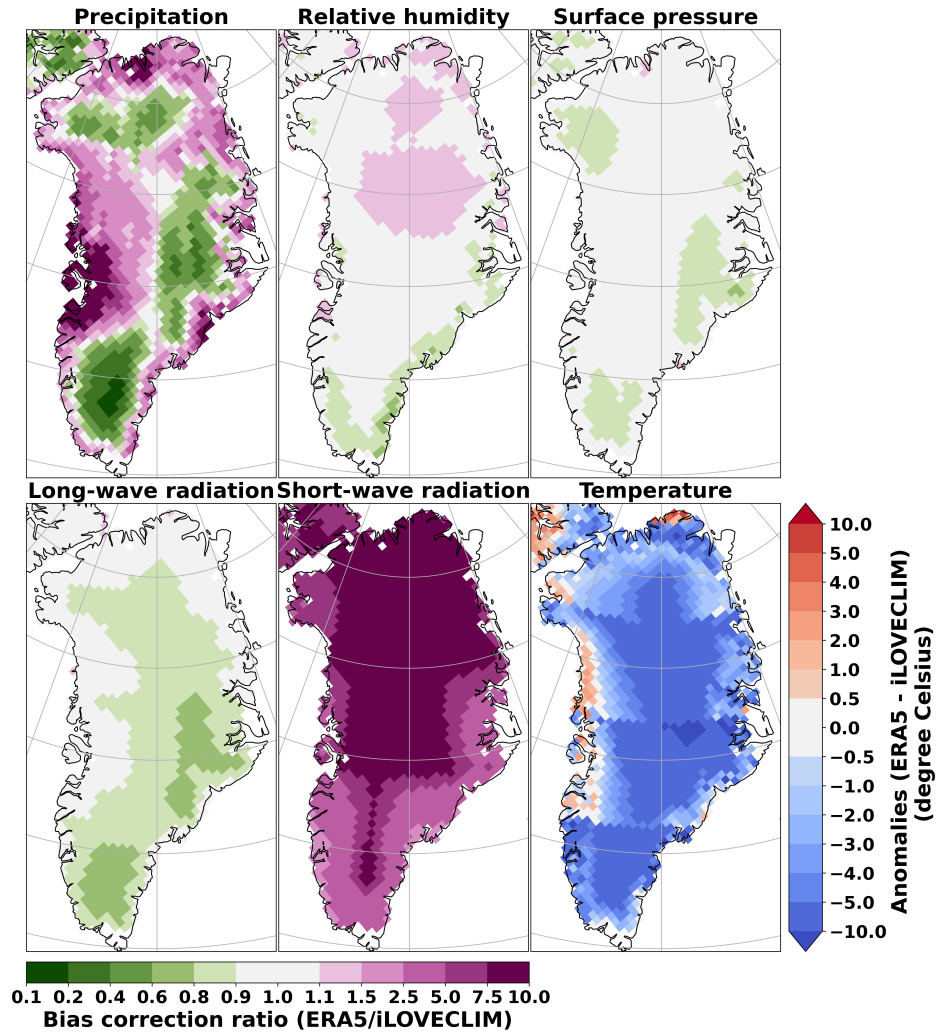 Precipitation Relative humidity Surface pressure
Long-wave radiation Short-wave radiation Temperature
10.0
5.0
4.0
3.0
2.0
1.0
0.5
0.0
−0.5
−1.0
−2.0
−3.0
−4.0
−5.0
−10.0
Anomalies (ERA5 - iLOVECLIM)
(degree Celsius)
0.1 0.2 0.4 0.6 0.8 0.9 1.0 1.1 1.5 2.5 5.0 7.5 10.0
Bias correction ratio (ERA5/iLOVECLIM)